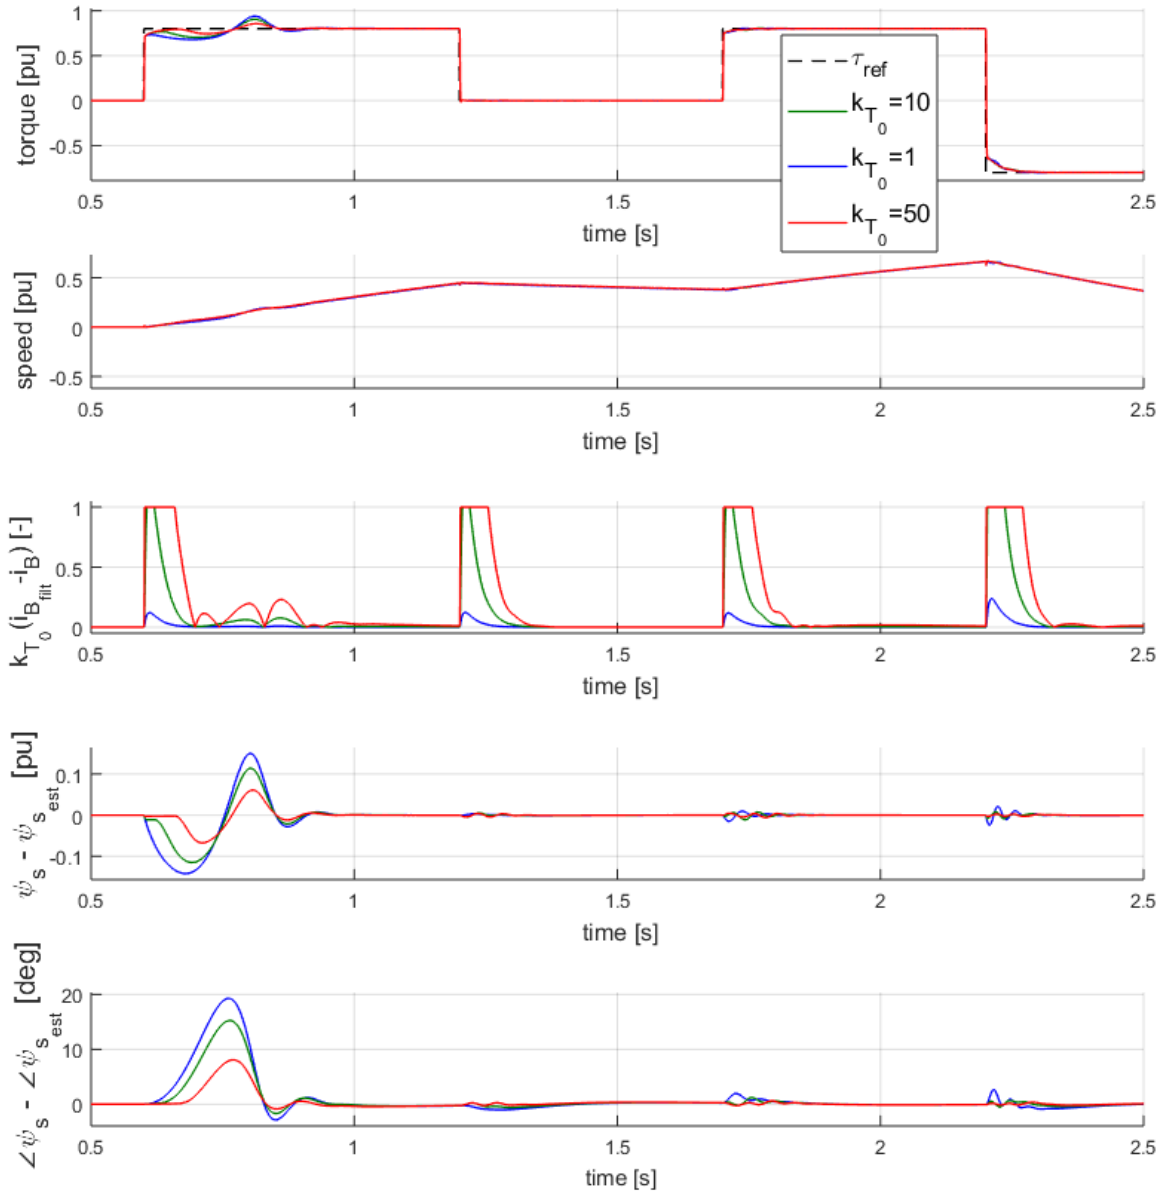 torque [pu]
1
0.5
0
-0.5
0.5 1 1.5 2 2.5
time [s]
τref
kT0=10
kT0=1
kT0=50
speed [pu]
0.5
0
-0.5
0.5 1 1.5 2 2.5
time [s]
kT0(iBfilt-iB) [-]
1
0.5
0
0.5 1 1.5 2 2.5
time [s]
ψs - ψsest [pu]
0.1
0
-0.1
0.5 1 1.5 2 2.5
time [s]
∠ψs - ∠ψsest [deg]
20
10
0
0.5 1 1.5 2 2.5
time [s]